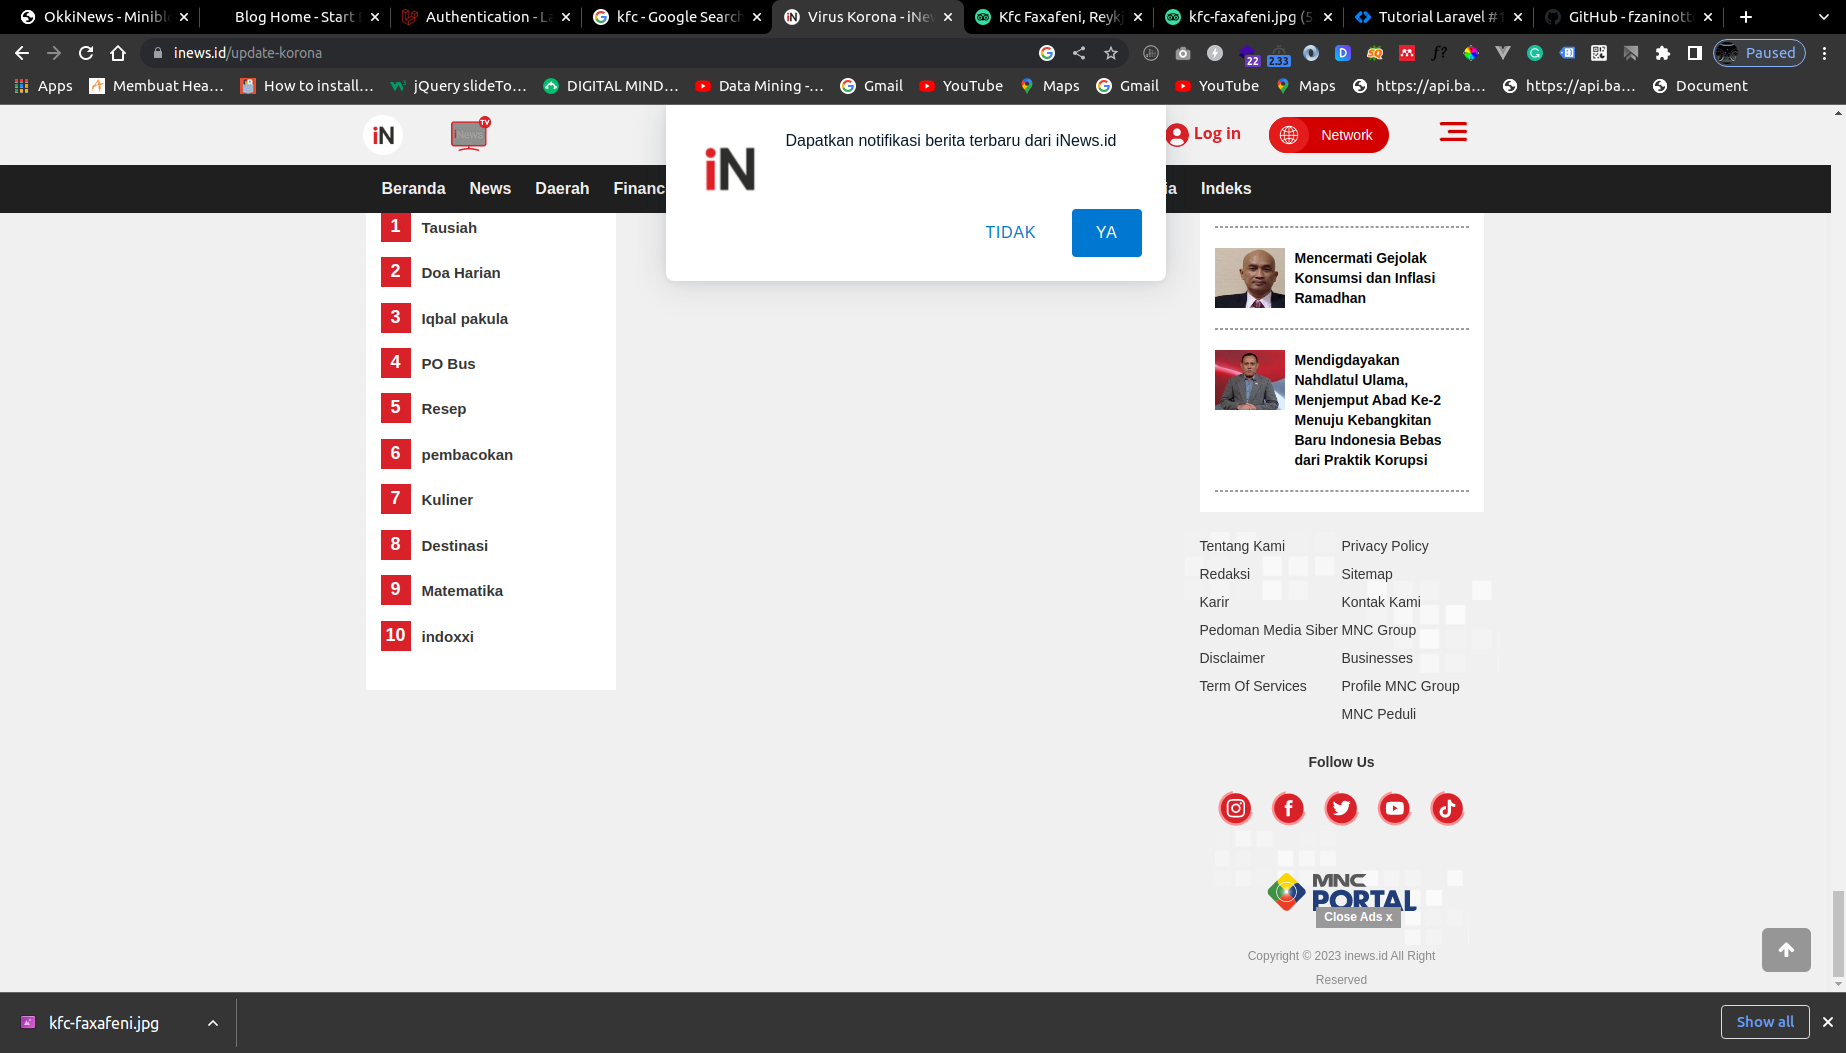 OkkiNews - Minibl
Blog Home - Start
Authentication - La
kfc - Google Search
Virus Korona - iNew
Kfc Faxafeni, Reykj
kfc-faxafeni.jpg (5
Tutorial Laravel #1
GitHub - fzaninott
inews.id/update-korona
22
2.33
Paused
Apps
Membuat Hea...
How to install...
jQuery slideTo...
DIGITAL MIND...
Data Mining -...
Gmail
YouTube
Maps
Gmail
YouTube
Maps
https://api.ba...
https://api.ba...
Document
iN
iNews
TV
Log in
Network
iN
Dapatkan notifikasi berita terbaru dari iNews.id
TIDAK
YA
Beranda
News
Daerah
Financ
ia
Indeks
1 Tausiah
2 Doa Harian
3 Iqbal pakula
4 PO Bus
5 Resep
6 pembacokan
7 Kuliner
8 Destinasi
9 Matematika
10 indoxxi
Mencermati Gejolak
Konsumsi dan Inflasi
Ramadhan
Mendigdayakan
Nahdlatul Ulama,
Menjemput Abad Ke-2
Menuju Kebangkitan
Baru Indonesia Bebas
dari Praktik Korupsi
Tentang Kami
Redaksi
Karir
Pedoman Media Siber
Disclaimer
Term Of Services
Privacy Policy
Sitemap
Kontak Kami
MNC Group
Businesses
Profile MNC Group
MNC Peduli
Follow Us
MNC
PORTAL
Close Ads x
Copyright © 2023 inews.id All Right
Reserved
kfc-faxafeni.jpg
Show all